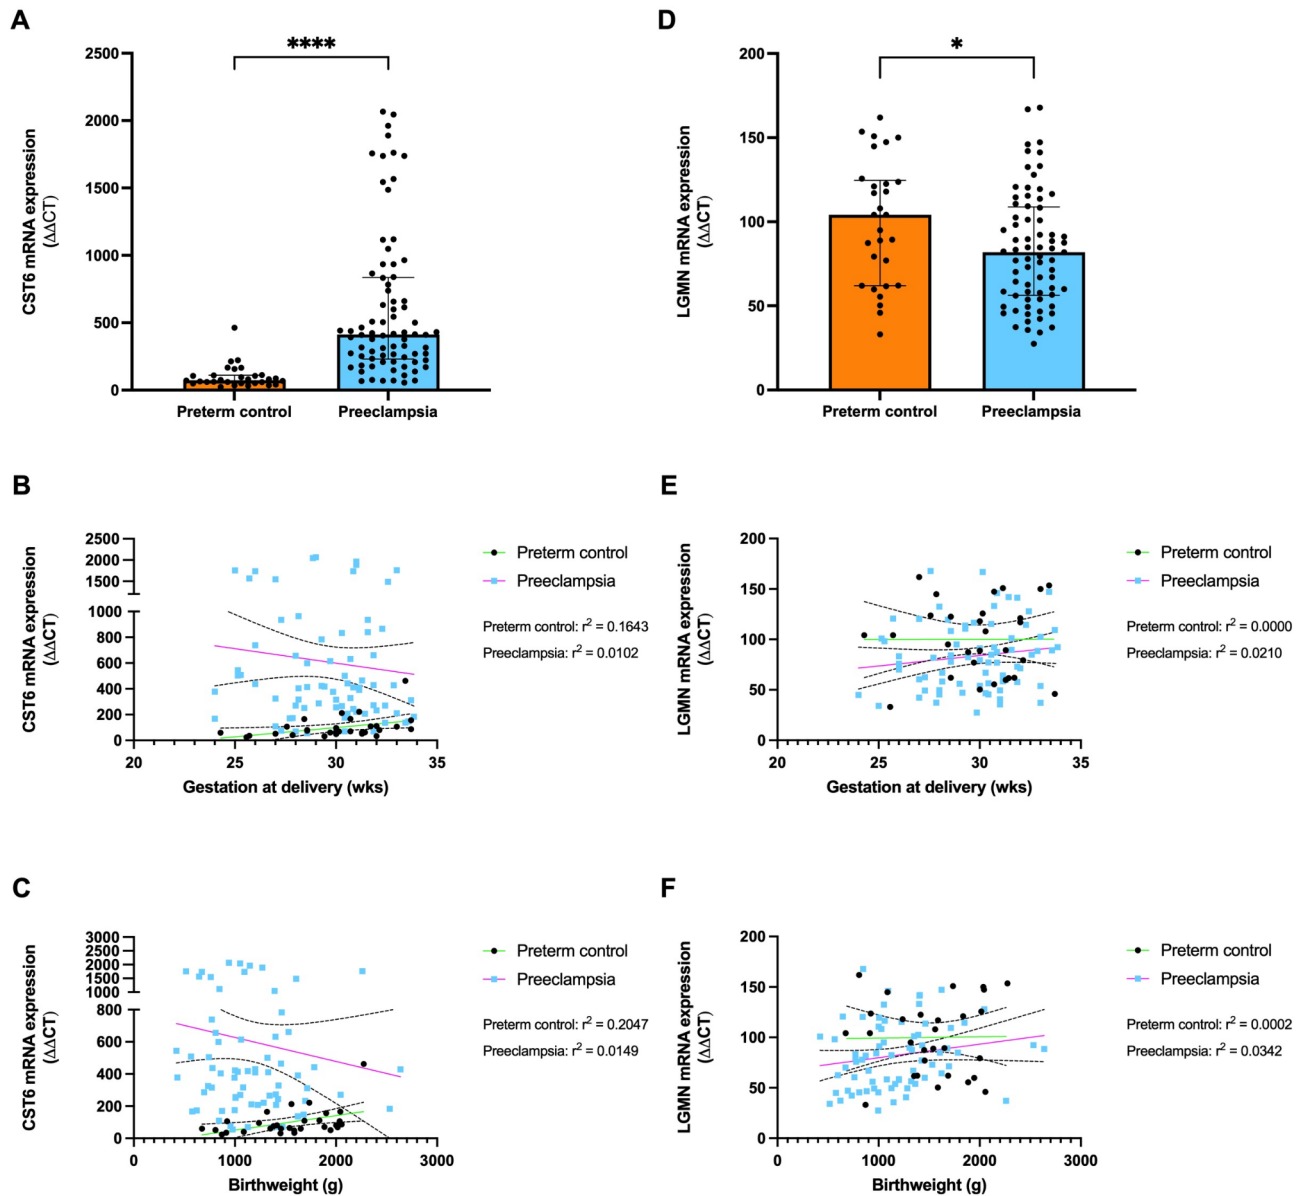 A
****
2500
2000
1500
1000
500
0
CST6 mRNA expression
(ΔΔCT)
Preterm control
Preeclampsia
D
*
200
150
100
50
0
LGMN mRNA expression
(ΔΔCT)
Preterm control
Preeclampsia
B
2500
2000
1500
1000
800
600
400
200
0
CST6 mRNA expression
(ΔΔCT)
20
25
30
35
Gestation at delivery (wks)
Preterm control
Preeclampsia
Preterm control: r² = 0.1643
Preeclampsia: r² = 0.0102
E
200
150
100
50
0
LGMN mRNA expression
(ΔΔCT)
20
25
30
35
Gestation at delivery (wks)
Preterm control
Preeclampsia
Preterm control: r² = 0.0000
Preeclampsia: r² = 0.0210
C
3000
2500
2000
1500
1000
800
600
400
200
0
CST6 mRNA expression
(ΔΔCT)
0
1000
2000
3000
Birthweight (g)
Preterm control
Preeclampsia
Preterm control: r² = 0.2047
Preeclampsia: r² = 0.0149
F
200
150
100
50
0
LGMN mRNA expression
(ΔΔCT)
0
1000
2000
3000
Birthweight (g)
Preterm control
Preeclampsia
Preterm control: r² = 0.0002
Preeclampsia: r² = 0.0342